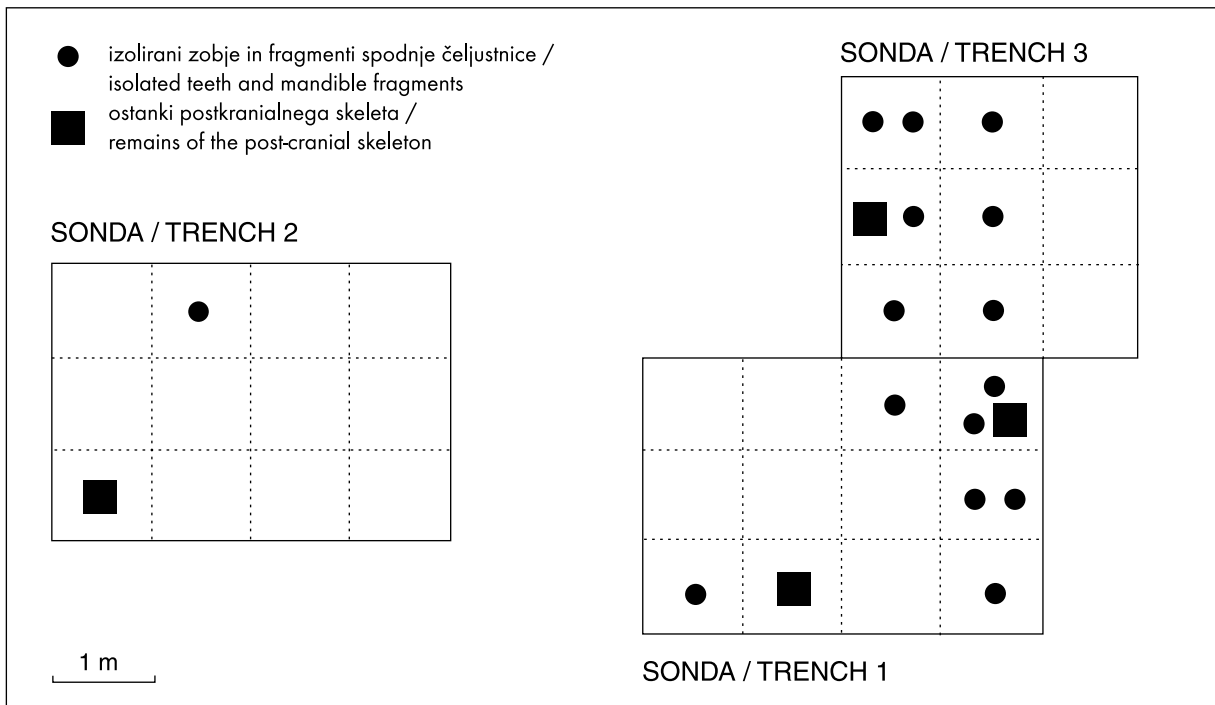 izolirani zobje in fragmenti spodnje čeljustnice /
isolated teeth and mandible fragments
ostanki postkranialnega skeleta /
remains of the post-cranial skeleton
SONDA / TRENCH 3
SONDA / TRENCH 2
1 m
SONDA / TRENCH 1